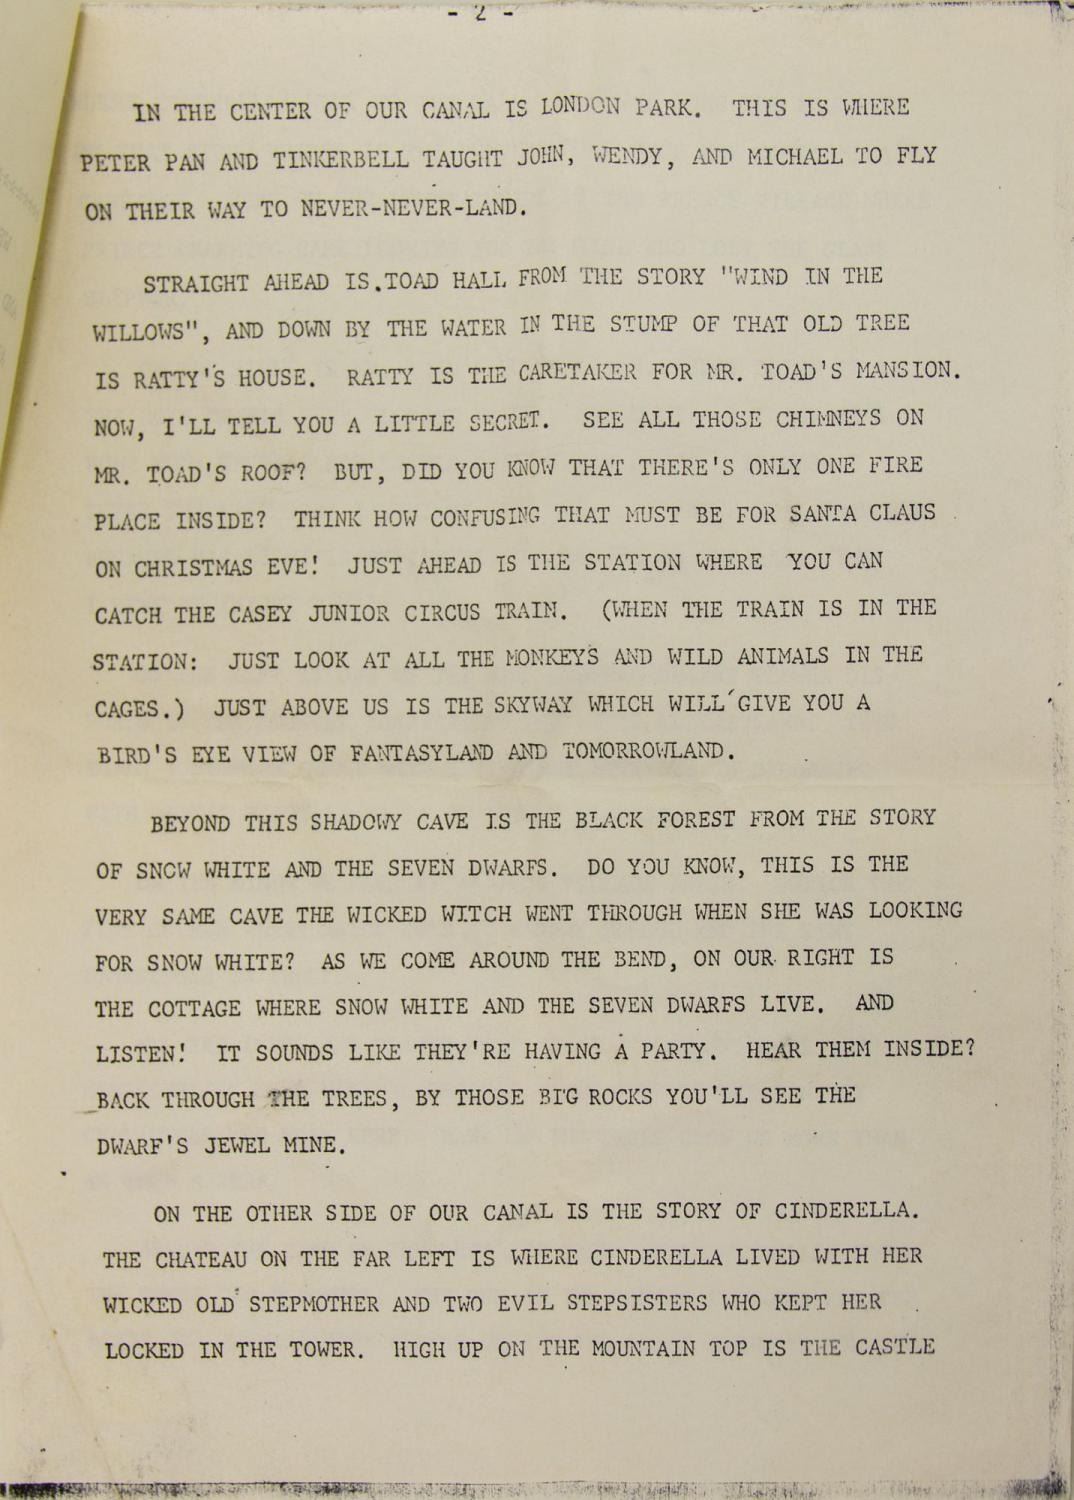 - 2 -
IN THE CENTER OF OUR CANAL IS LONDON PARK. THIS IS WHERE
PETER PAN AND TINKERBELL TAUGHT JOHN, WENDY, AND MICHAEL TO FLY
ON THEIR WAY TO NEVER-NEVER-LAND.
STRAIGHT AHEAD IS TOAD HALL FROM THE STORY "WIND IN THE
WILLOWS", AND DOWN BY THE WATER IN THE STUMP OF THAT OLD TREE
IS RATTY'S HOUSE. RATTY IS THE CARETAKER FOR MR. TOAD'S MANSION.
NOW, I'LL TELL YOU A LITTLE SECRET. SEE ALL THOSE CHIMNEYS ON
MR. TOAD'S ROOF? BUT, DID YOU KNOW THAT THERE'S ONLY ONE FIRE
PLACE INSIDE? THINK HOW CONFUSING THAT MUST BE FOR SANTA CLAUS
ON CHRISTMAS EVE! JUST AHEAD IS THE STATION WHERE YOU CAN
CATCH THE CASEY JUNIOR CIRCUS TRAIN. (WHEN THE TRAIN IS IN THE
STATION: JUST LOOK AT ALL THE MONKEYS AND WILD ANIMALS IN THE
CAGES.) JUST ABOVE US IS THE SKYWAY WHICH WILL GIVE YOU A
BIRD'S EYE VIEW OF FANTASYLAND AND TOMORROWLAND.
BEYOND THIS SHADOWY CAVE IS THE BLACK FOREST FROM THE STORY
OF SNOW WHITE AND THE SEVEN DWARFS. DO YOU KNOW, THIS IS THE
VERY SAME CAVE THE WICKED WITCH WENT THROUGH WHEN SHE WAS LOOKING
FOR SNOW WHITE? AS WE COME AROUND THE BEND, ON OUR RIGHT IS
THE COTTAGE WHERE SNOW WHITE AND THE SEVEN DWARFS LIVE. AND
LISTEN! IT SOUNDS LIKE THEY'RE HAVING A PARTY. HEAR THEM INSIDE?
BACK THROUGH THE TREES, BY THOSE BIG ROCKS YOU'LL SEE THE
DWARF'S JEWEL MINE.
ON THE OTHER SIDE OF OUR CANAL IS THE STORY OF CINDERELLA.
THE CHATEAU ON THE FAR LEFT IS WHERE CINDERELLA LIVED WITH HER
WICKED OLD STEPMOTHER AND TWO EVIL STEPSISTERS WHO KEPT HER
LOCKED IN THE TOWER. HIGH UP ON THE MOUNTAIN TOP IS THE CASTLE